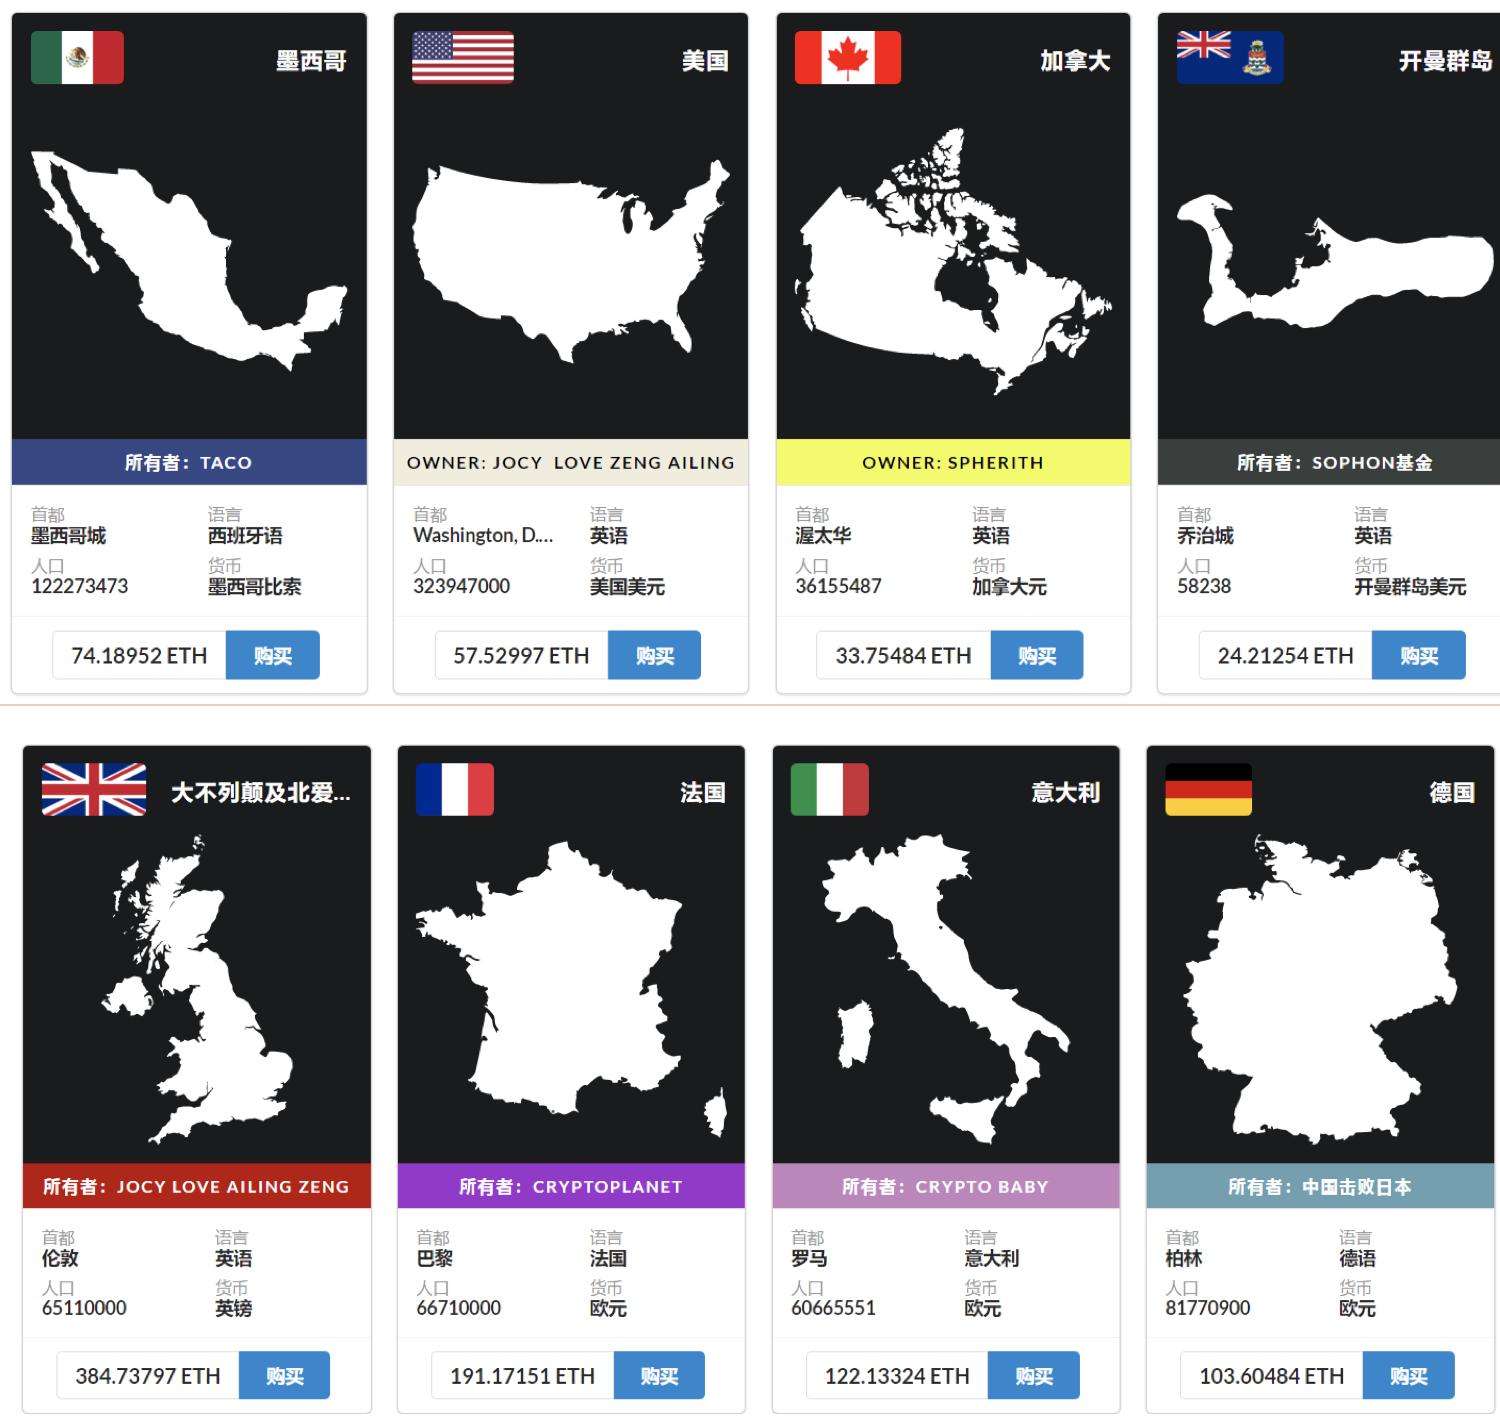 墨西哥
美国
加拿大
开曼群岛
所有者：TACO
OWNER: JOCY LOVE ZENG AILING
OWNER: SPHERITH
所有者：SOPHON基金
首都 语言
墨西哥城 西班牙语
人口 货币
122273473 墨西哥比索
74.18952 ETH 购买
首都 语言
Washington, D.... 英语
人口 货币
323947000 美国美元
57.52997 ETH 购买
首都 语言
渥太华 英语
人口 货币
36155487 加拿大元
33.75484 ETH 购买
首都 语言
乔治城 英语
人口 货币
58238 开曼群岛美元
24.21254 ETH 购买
大不列颠及北爱...
法国
意大利
德国
所有者：JOCY LOVE AILING ZENG
所有者：CRYPTOPLANET
所有者：CRYPTO BABY
所有者：中国击败日本
首都 语言
伦敦 英语
人口 货币
65110000 英镑
384.73797 ETH 购买
首都 语言
巴黎 法国
人口 货币
66710000 欧元
191.17151 ETH 购买
首都 语言
罗马 意大利
人口 货币
60665551 欧元
122.13324 ETH 购买
首都 语言
柏林 德语
人口 货币
81770900 欧元
103.60484 ETH 购买